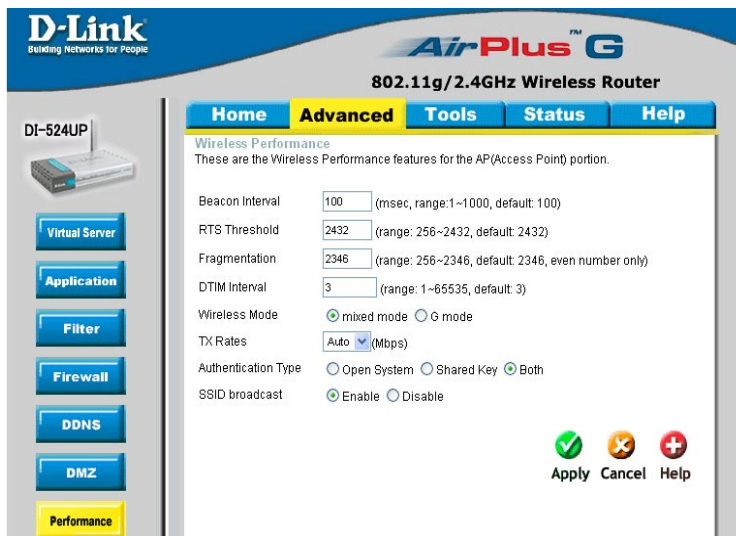 D-Link
Building Networks for People
AirPlus G™
802.11g/2.4GHz Wireless Router
DI-524UP
Home Advanced Tools Status Help
Wireless Performance
These are the Wireless Performance features for the AP(Access Point) portion.
Beacon Interval 100 (msec, range:1~1000, default: 100)
RTS Threshold 2432 (range: 256~2432, default: 2432)
Fragmentation 2346 (range: 256~2346, default: 2346, even number only)
DTIM Interval 3 (range: 1~65535, default: 3)
Wireless Mode mixed mode G mode
TX Rates Auto (Mbps)
Authentication Type Open System Shared Key Both
SSID broadcast Enable Disable
Apply Cancel Help
Virtual Server
Application
Filter
Firewall
DDNS
DMZ
Performance